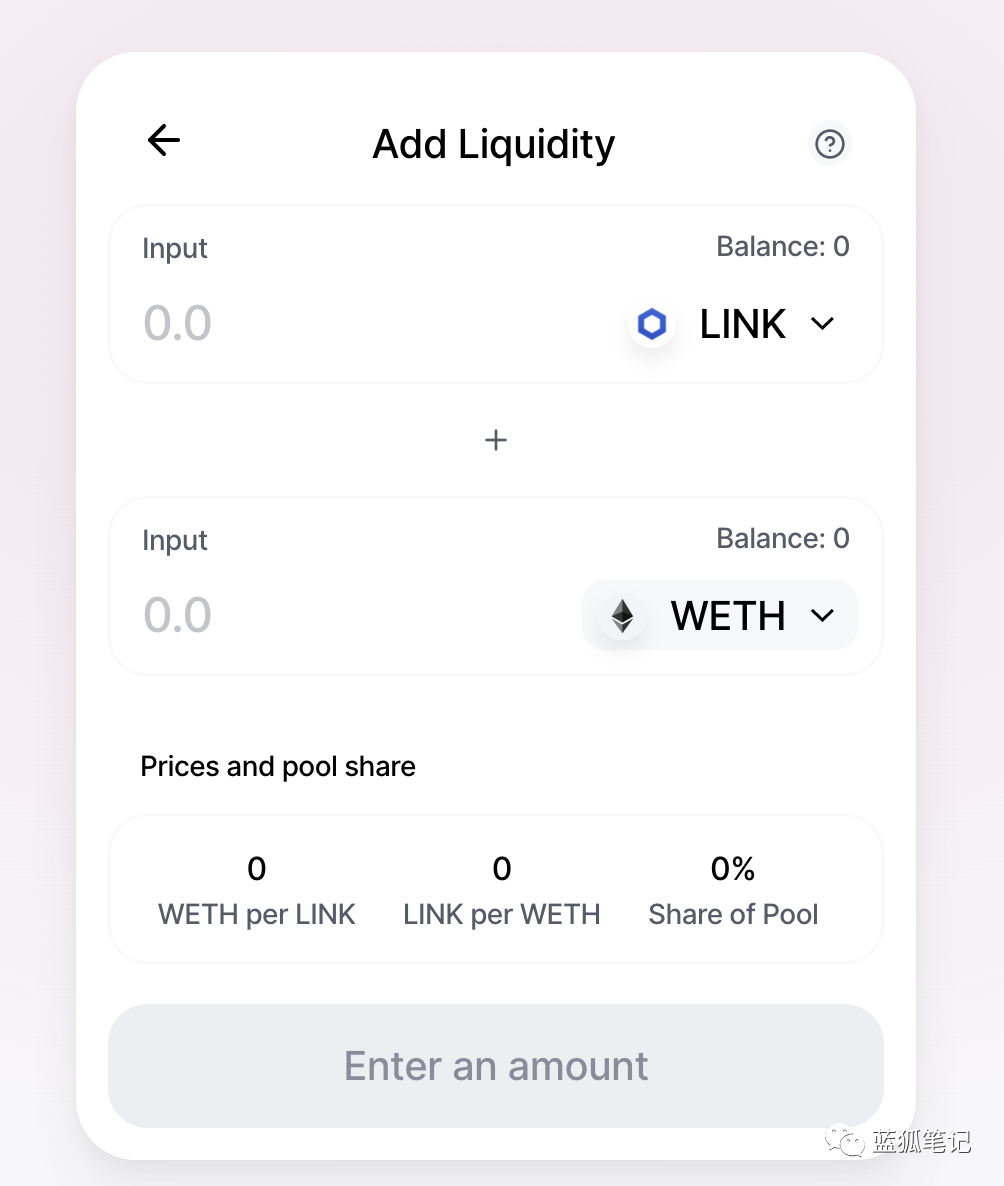 Add Liquidity
Input
Balance: 0
0.0
LINK
+
Input
Balance: 0
0.0
WETH
Prices and pool share
0
0
0%
WETH per LINK
LINK per WETH
Share of Pool
Enter an amount
蓝狐笔记